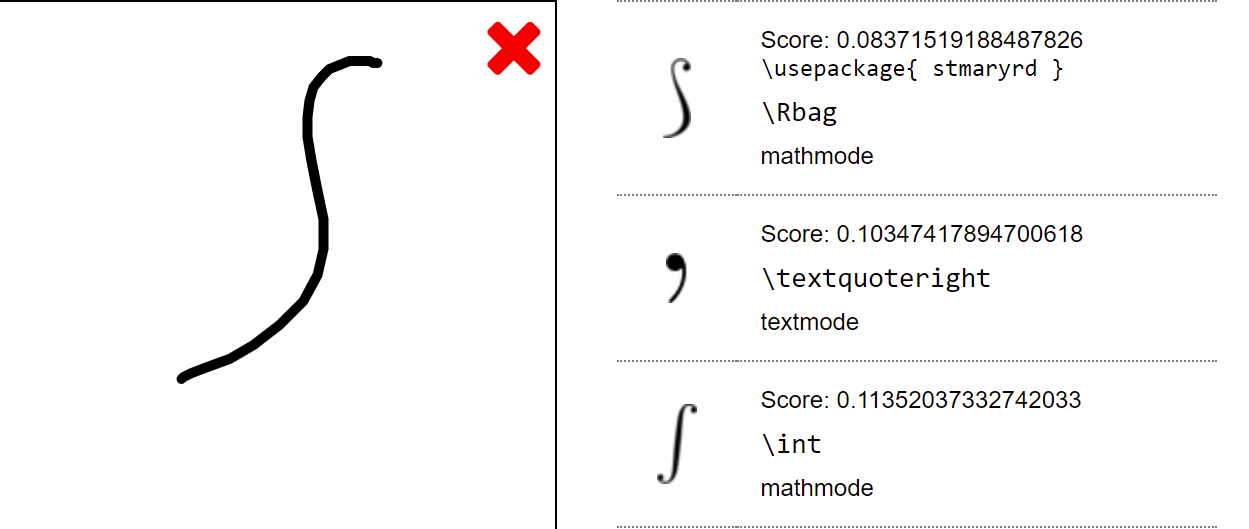 Score: 0.08371519188487826
\usepackage{ stmaryrd }
\Rbag
mathmode
Score: 0.10347417894700618
\textquoteright
textmode
Score: 0.11352037332742033
\int
mathmode